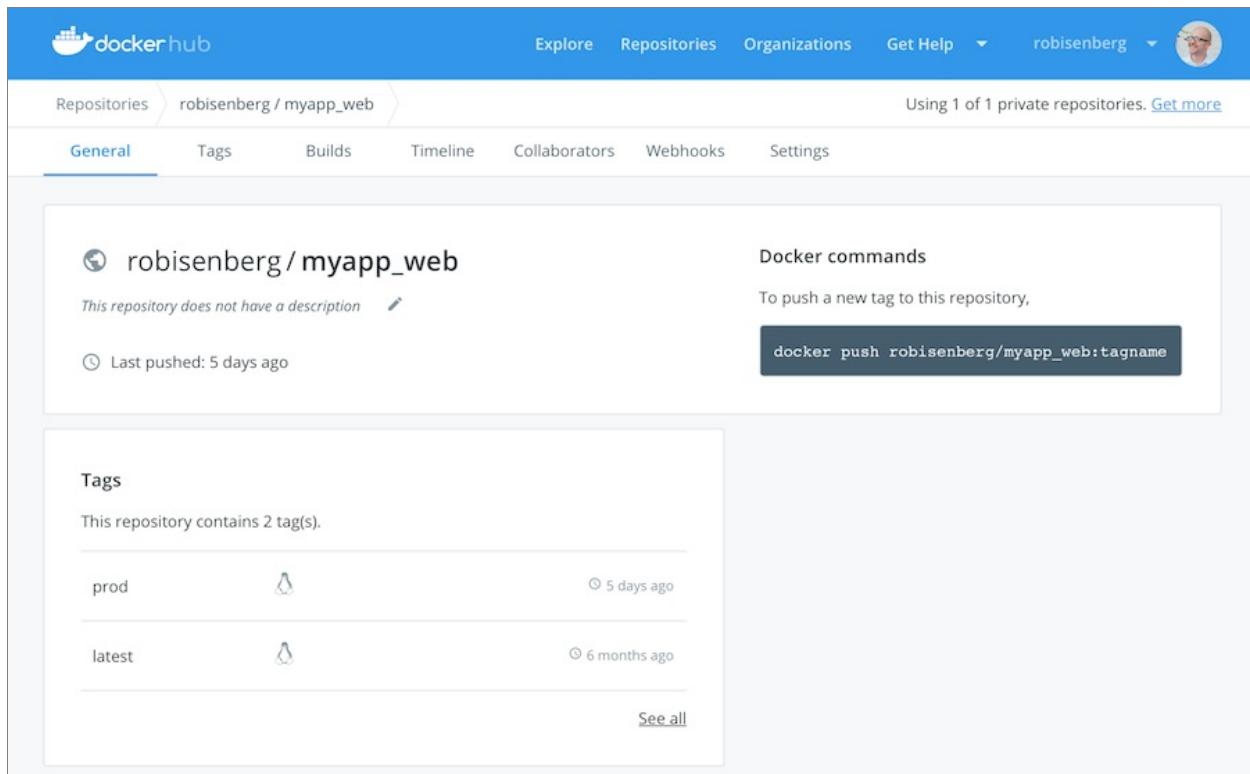 dockerhub
Explore Repositories Organizations Get Help robisenberg
Repositories robisenberg / myapp_web Using 1 of 1 private repositories. Get more
General Tags Builds Timeline Collaborators Webhooks Settings
robisenberg / myapp_web
This repository does not have a description
Last pushed: 5 days ago
Docker commands
To push a new tag to this repository,
docker push robisenberg/myapp_web:tagname
Tags
This repository contains 2 tag(s).
prod 5 days ago
latest 6 months ago
See all